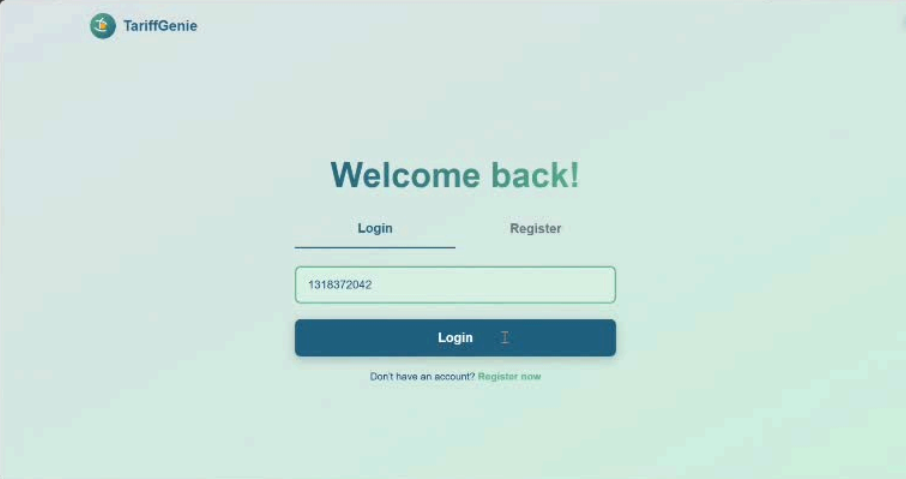 TariffGenie
Welcome back!
Login Register
1318372042
Login
Don't have an account? Register now